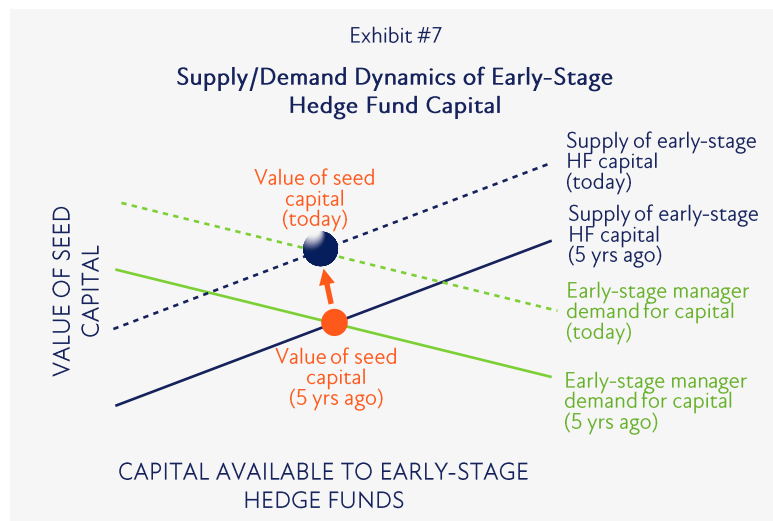 Exhibit #7
Supply/Demand Dynamics of Early-Stage
Hedge Fund Capital
Supply of early-stage
HF capital
(today)
Value of seed
capital
(today)
Supply of early-stage
HF capital
(5 yrs ago)
VALUE OF SEED
CAPITAL
Early-stage manager
demand for capital
(today)
Value of seed
capital
(5 yrs ago)
Early-stage manager
demand for capital
(5 yrs ago)
CAPITAL AVAILABLE TO EARLY-STAGE
HEDGE FUNDS